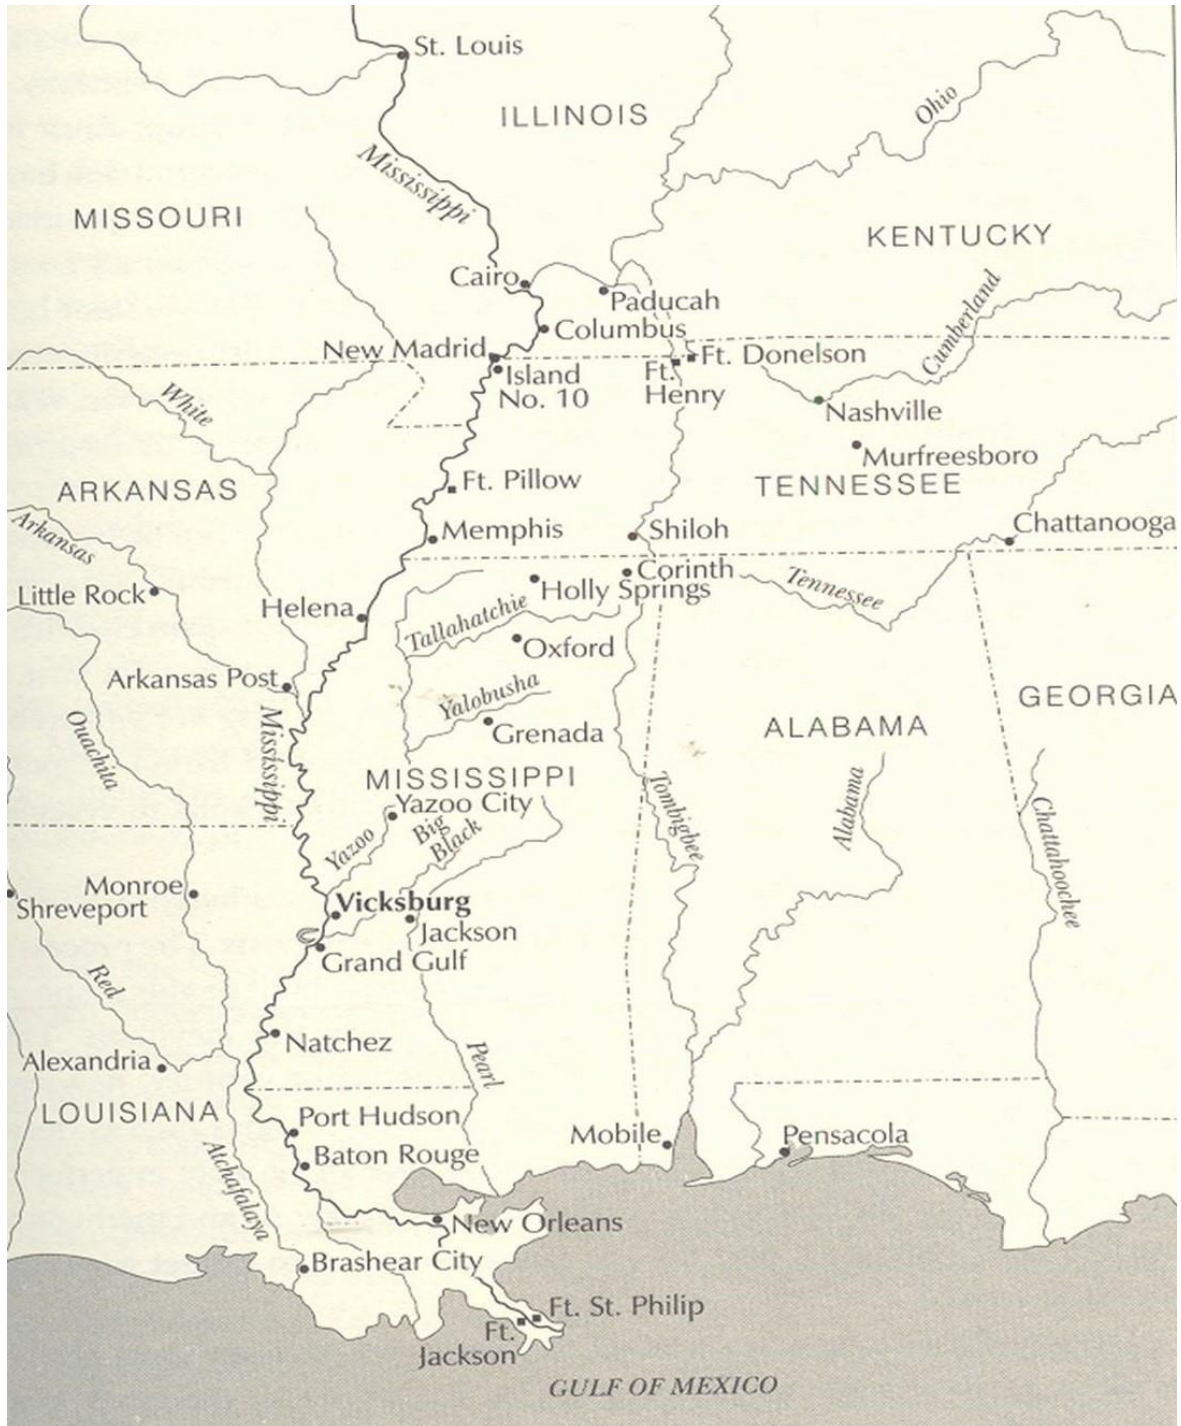 St. Louis
ILLINOIS
Ohio
Mississippi
MISSOURI
KENTUCKY
Cairo
Paducah
Cumberland
Columbus
New Madrid
Ft. Donelson
Island
No. 10
Ft.
Henry
White
Nashville
Murfreesboro
ARKANSAS
Ft. Pillow
TENNESSEE
Arkansas
Memphis
Shiloh
Chattanooga
Corinth
Little Rock
Holly Springs
Tennessee
Helena
Tallahatchie
Oxford
Arkansas Post
Yalobusha
GEORGIA
Ouachita
Mississippi
Grenada
ALABAMA
MISSISSIPPI
Yazoo City
Tombigbee
Alabama
Chattahoochee
Yazoo
Big
Black
Monroe
Shreveport
Vicksburg
Jackson
Grand Gulf
Red
Natchez
Alexandria
Pearl
LOUISIANA
Port Hudson
Mobile
Pensacola
Baton Rouge
Atchafalaya
New Orleans
Brashear City
Ft. St. Philip
Ft.
Jackson
GULF OF MEXICO